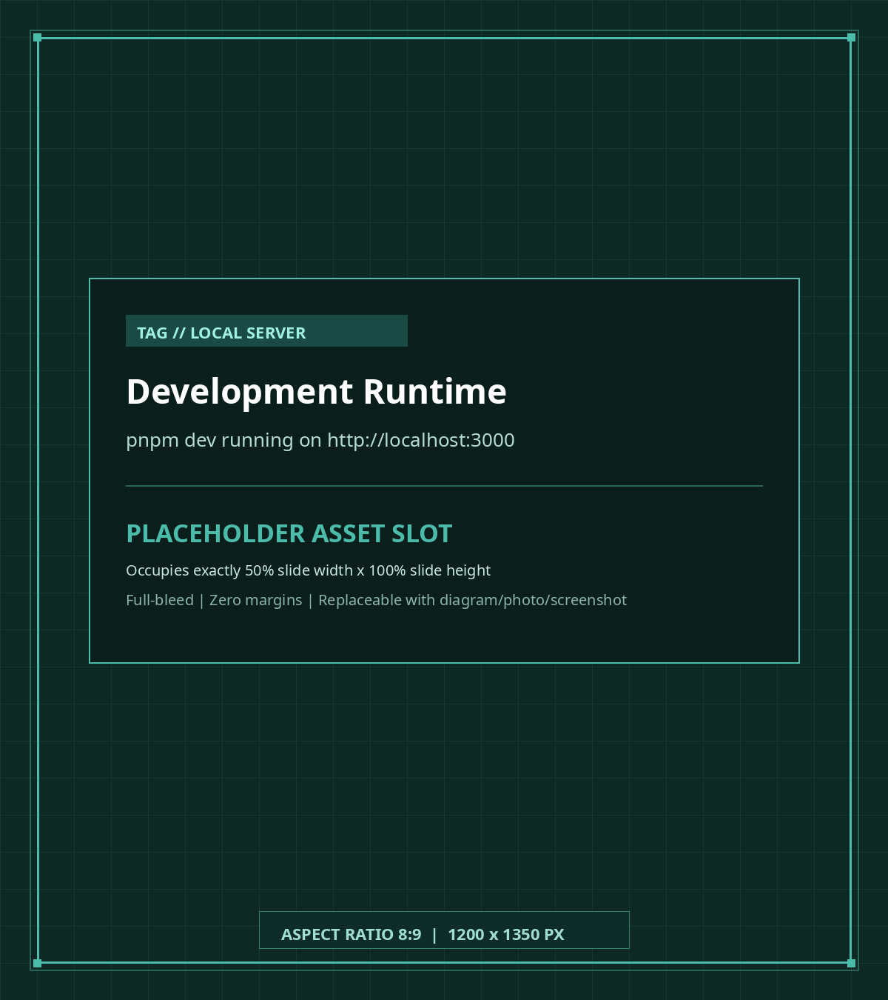 TAG // LOCAL SERVER
Development Runtime
pnpm dev running on http://localhost:3000
PLACEHOLDER ASSET SLOT
Occupies exactly 50% slide width x 100% slide height
Full-bleed | Zero margins | Replaceable with diagram/photo/screenshot
ASPECT RATIO 8:9 | 1200 x 1350 PX